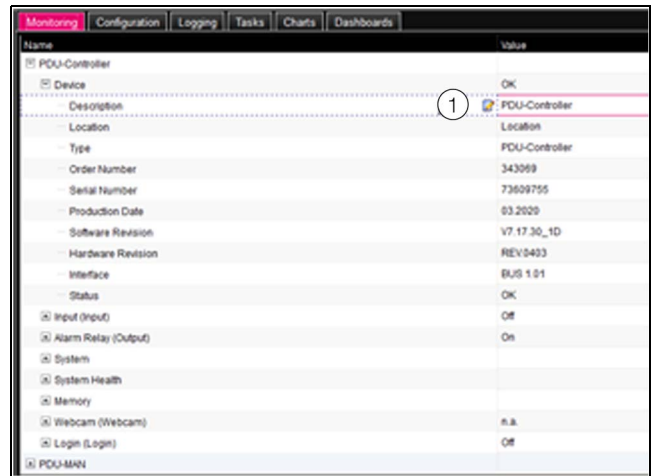 Monitoring Configuration Logging Tasks Charts Dashboards
Name Value
PDU-Controller
Device OK
Description 1 PDU-Controller
Location Location
Type PDU-Controller
Order Number 343069
Serial Number 73609755
Production Date 03.2020
Software Revision V7.17.30_1D
Hardware Revision REV.0403
Interface BUS 1.01
Status OK
Input (Input) Off
Alarm Relay (Output) On
System
System Health
Memory
Webcam (Webcam) n.a.
Login (Login) Off
PDU-MAN